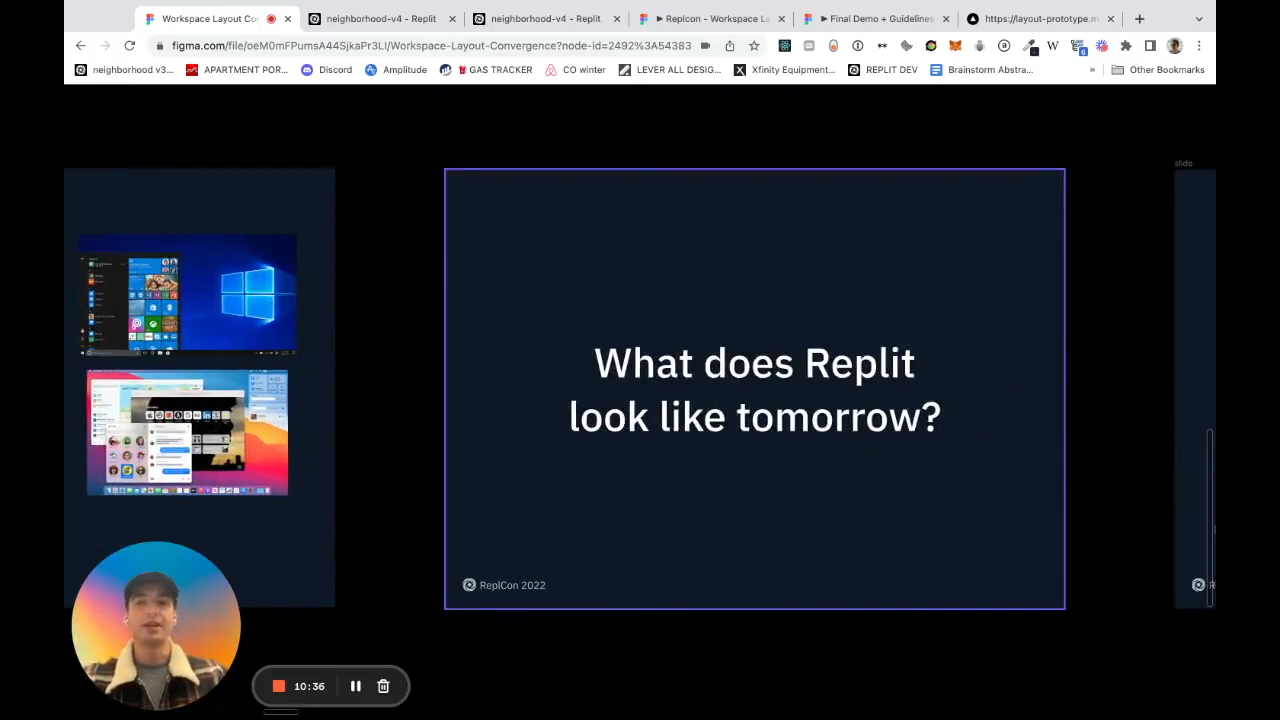 Workspace Layout Co
neighborhood-v4 - Replit
neighborhood-v4 - Replit
Replcon - Workspace La
Final Demo + Guidelines
https://layout-prototype.m
figma.com/file/oeM0mFPumsA44SjkaPr3LI/Workspace-Layout-Convergence?node-id=2492%3A54383
neighborhood v3...
APARTMENT POR...
Discord
Amplitude
GAS TRACKER
CO winter
LEVER ALL DESIG...
Xfinity Equipment...
REPLIT DEV
Brainstorm Abstra...
»
Other Bookmarks
slide
What does Replit
look like tomorrow?
ReplCon 2022
10:36